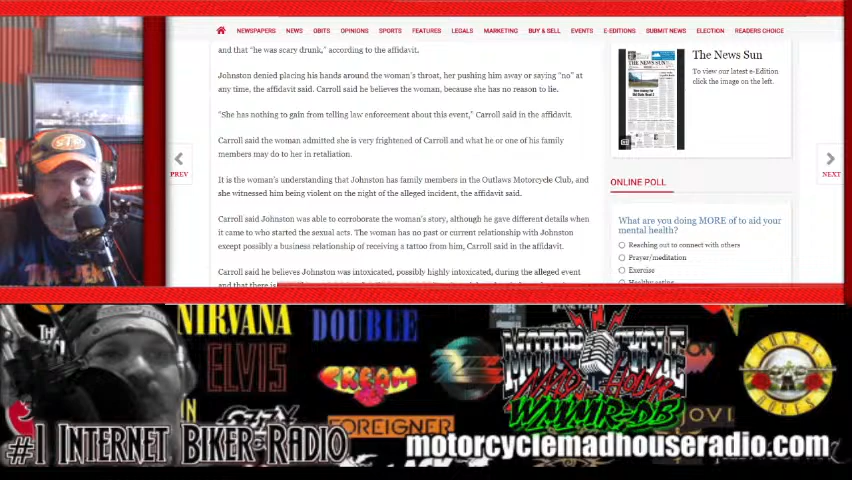 NEWSPAPERS NEWS OBITS OPINIONS SPORTS FEATURES LEGALS MARKETING BUY & SELL EVENTS E-EDITIONS SUBMIT NEWS ELECTION READERS CHOICE
and that "he was scary drunk," according to the affidavit.
Johnston denied placing his hands around the woman's throat, her pushing him away or saying "no" at
any time, the affidavit said. Carroll said he believes the woman, because she has no reason to lie.
"She has nothing to gain from telling law enforcement about this event," Carroll said in the affidavit.
Carroll said the woman admitted she is very frightened of Carroll and what he or one of his family
members may do to her in retaliation.
It is the woman's understanding that Johnston has family members in the Outlaws Motorcycle Club, and
she witnessed him being violent on the night of the alleged incident, the affidavit said.
Carroll said Johnston was able to corroborate the woman's story, although he gave different details when
it came to who started the sexual acts. The woman has no past or current relationship with Johnston
except possibly a business relationship of receiving a tattoo from him, Carroll said in the affidavit.
Carroll said he believes Johnston was intoxicated, possibly highly intoxicated, during the alleged event
and that there is
PREV
NEXT
The News Sun
To view our latest e-Edition
click the image on the left.
ONLINE POLL
What are you doing MORE of to aid your
mental health?
Reaching out to connect with others
Prayer/meditation
Exercise
Healthy eating
NIRVANA
DOUBLE
ELVIS
CREAM
OZZY
FOREIGNER
MOTORCYCLE
MADHOUSE
WMMR-DB
GUNS N
ROSES
#1 INTERNET BIKER RADIO
motorcyclemadhouseradio.com